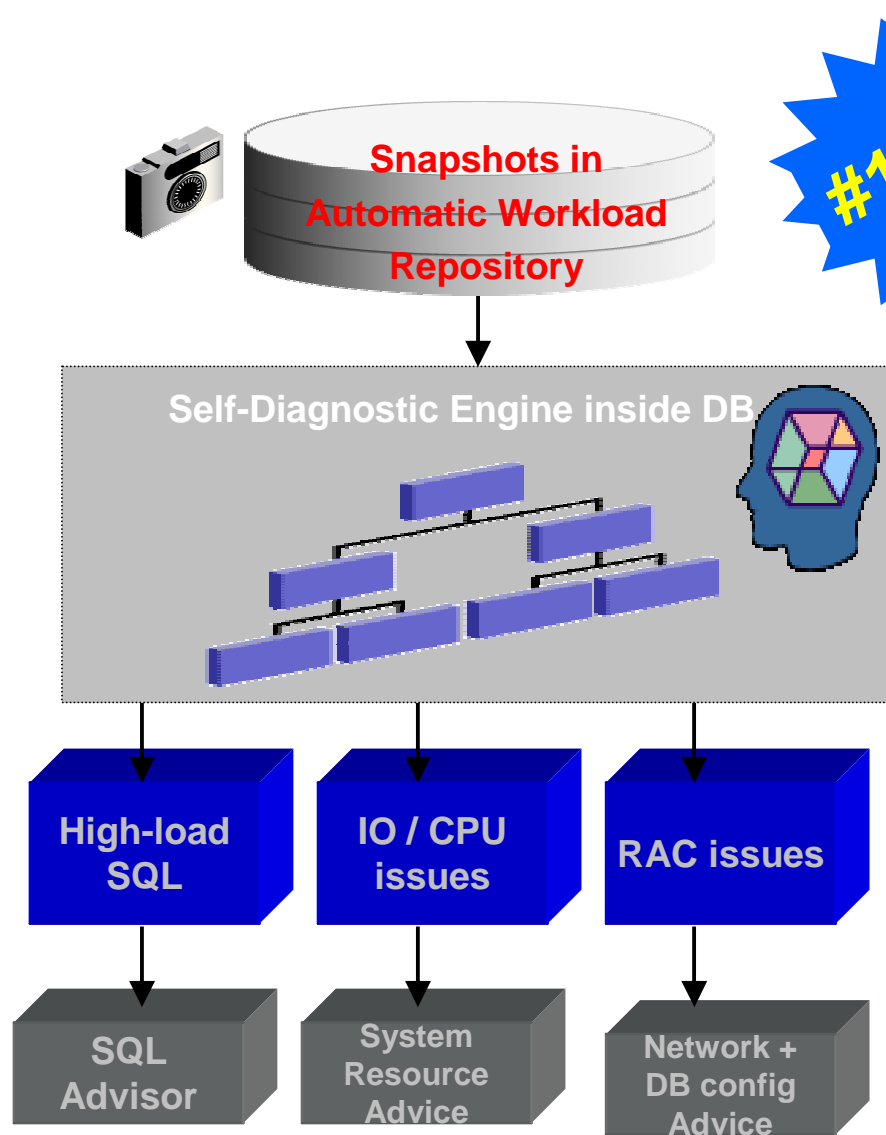 Snapshots in
Automatic Workload
Repository
#1
Self-Diagnostic Engine inside DB
High-load
SQL
IO / CPU
issues
RAC issues
SQL
Advisor
System
Resource
Advice
Network +
DB config
Advice